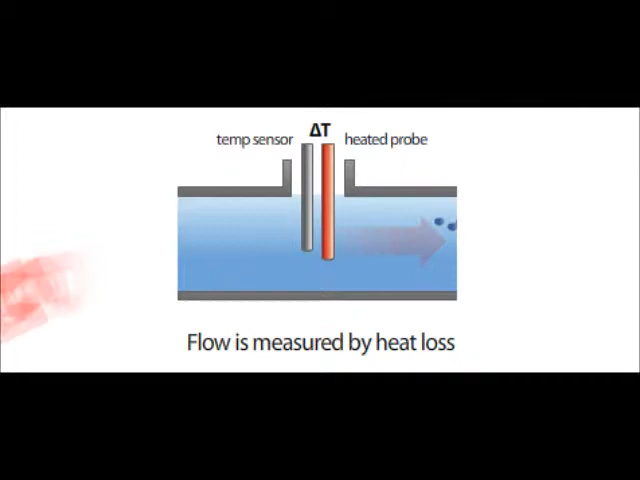 ΔT
temp sensor heated probe
Flow is measured by heat loss